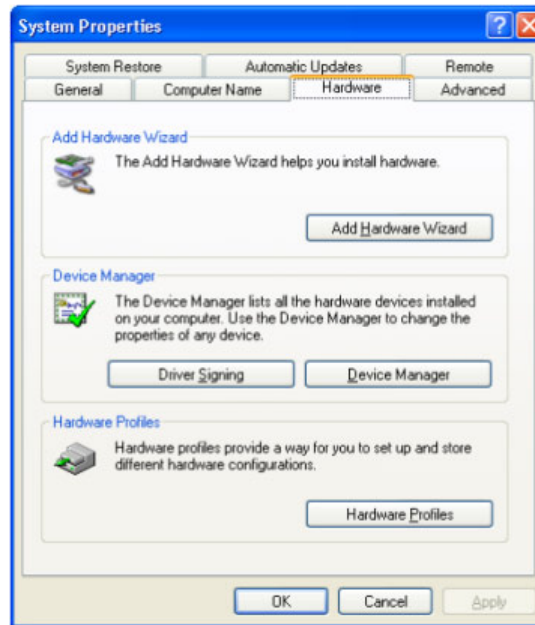 System Properties
System Restore Automatic Updates Remote
General Computer Name Hardware Advanced
Add Hardware Wizard
The Add Hardware Wizard helps you install hardware.
Add Hardware Wizard
Device Manager
The Device Manager lists all the hardware devices installed
on your computer. Use the Device Manager to change the
properties of any device.
Driver Signing Device Manager
Hardware Profiles
Hardware profiles provide a way for you to set up and store
different hardware configurations.
Hardware Profiles
OK Cancel Apply